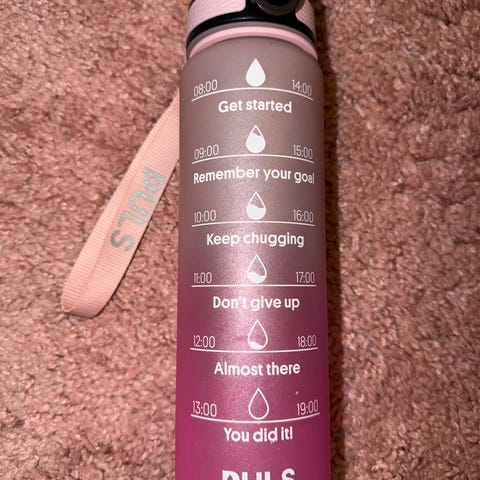 08:00 14:00
Get started
09:00 15:00
Remember your goal
10:00 16:00
Keep chugging
11:00 17:00
Don't give up
12:00 18:00
Almost there
13:00 19:00
You did it!
PULS
PULS